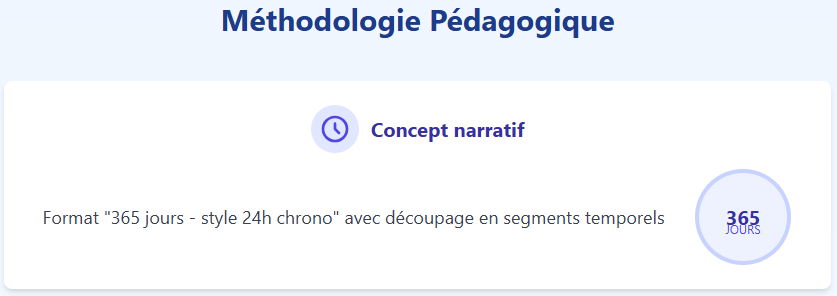 Méthodologie Pédagogique
Concept narratif
Format "365 jours - style 24h chrono" avec découpage en segments temporels
365
JOURS